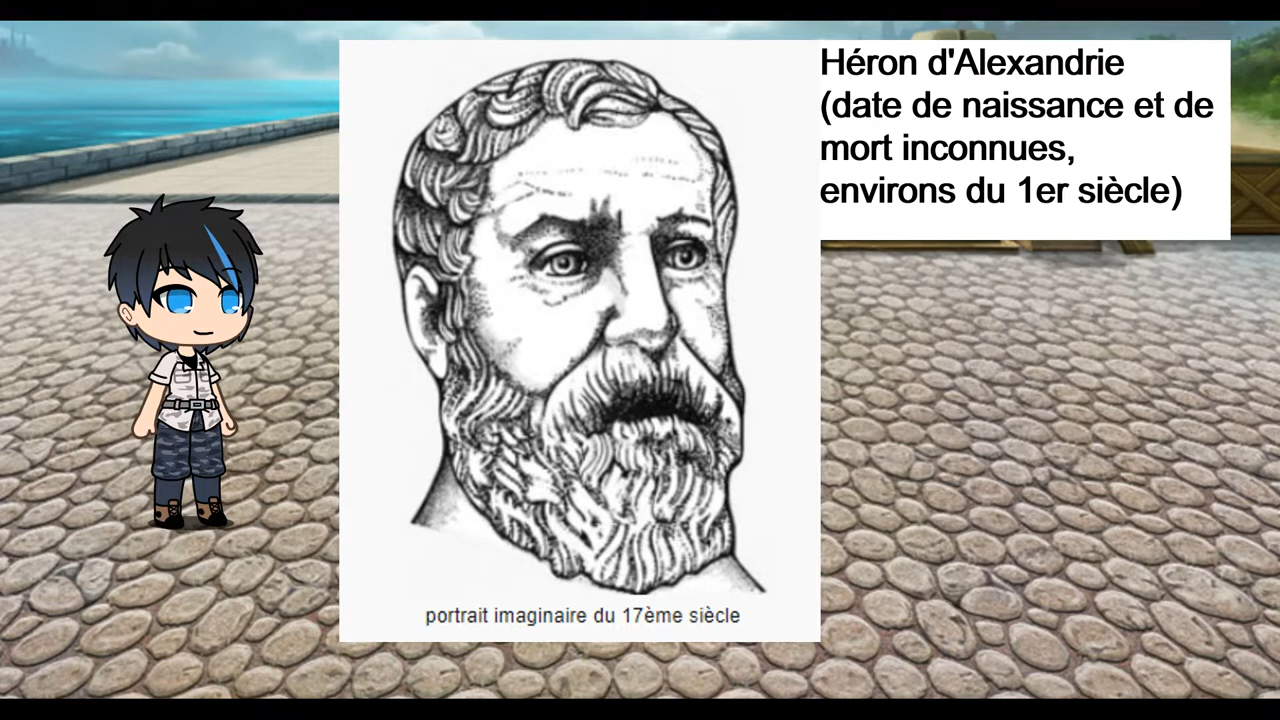 Héron d'Alexandrie
(date de naissance et de
mort inconnues,
environs du 1er siècle)
portrait imaginaire du 17ème siècle